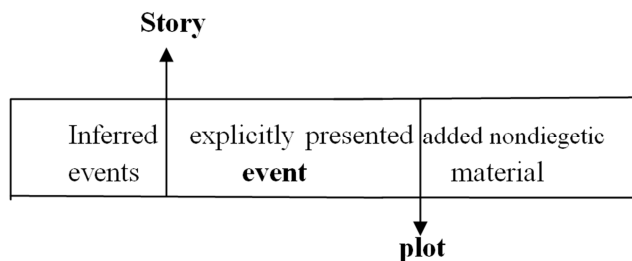 Story
Inferred explicitly presented added nondiegetic
events event material
plot